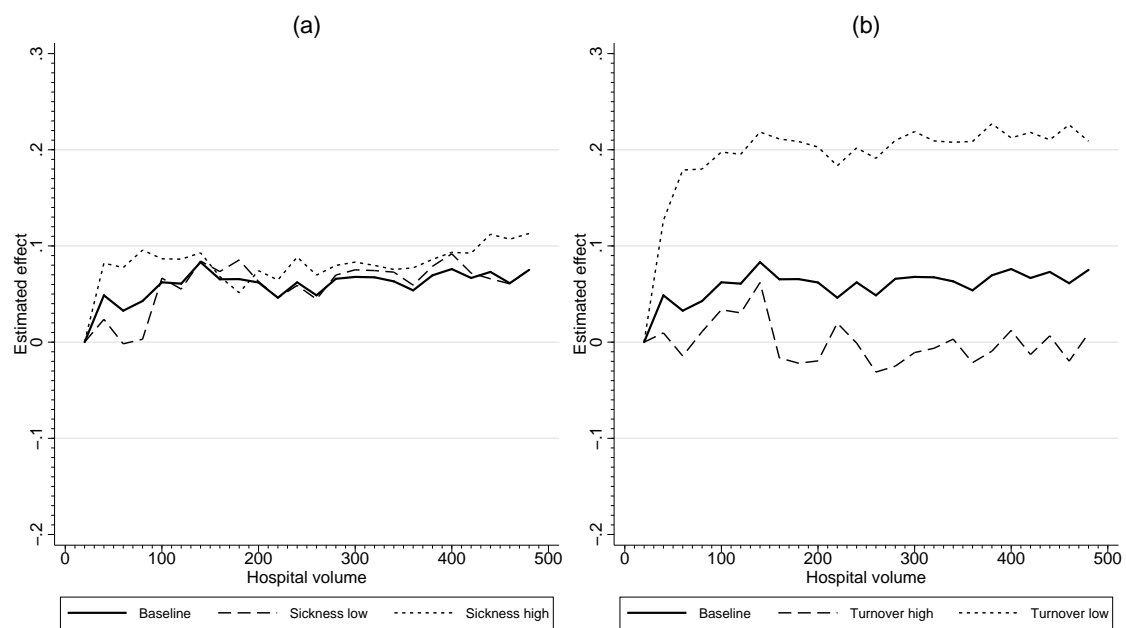 (a)
.3
.2
.1
0
-.1
-.2
Estimated effect
0 100 200 300 400 500
Hospital volume
Baseline Sickness low Sickness high
(b)
.3
.2
.1
0
-.1
-.2
Estimated effect
0 100 200 300 400 500
Hospital volume
Baseline Turnover high Turnover low